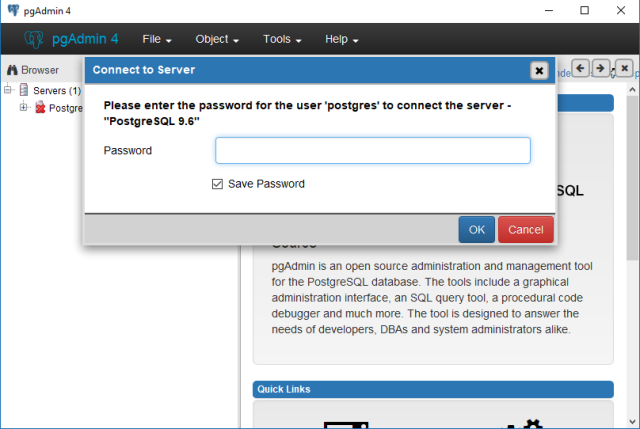 pgAdmin 4
pgAdmin 4 File Object Tools Help
Browser
Connect to Server
Servers (1)
Postgre
Please enter the password for the user 'postgres' to connect the server -
"PostgreSQL 9.6"
Password
Save Password
SQL
OK Cancel
Source
pgAdmin is an open source administration and management tool
for the PostgreSQL database. The tools include a graphical
administration interface, an SQL query tool, a procedural code
debugger and much more. The tool is designed to answer the
needs of developers, DBAs and system administrators alike.
Quick Links